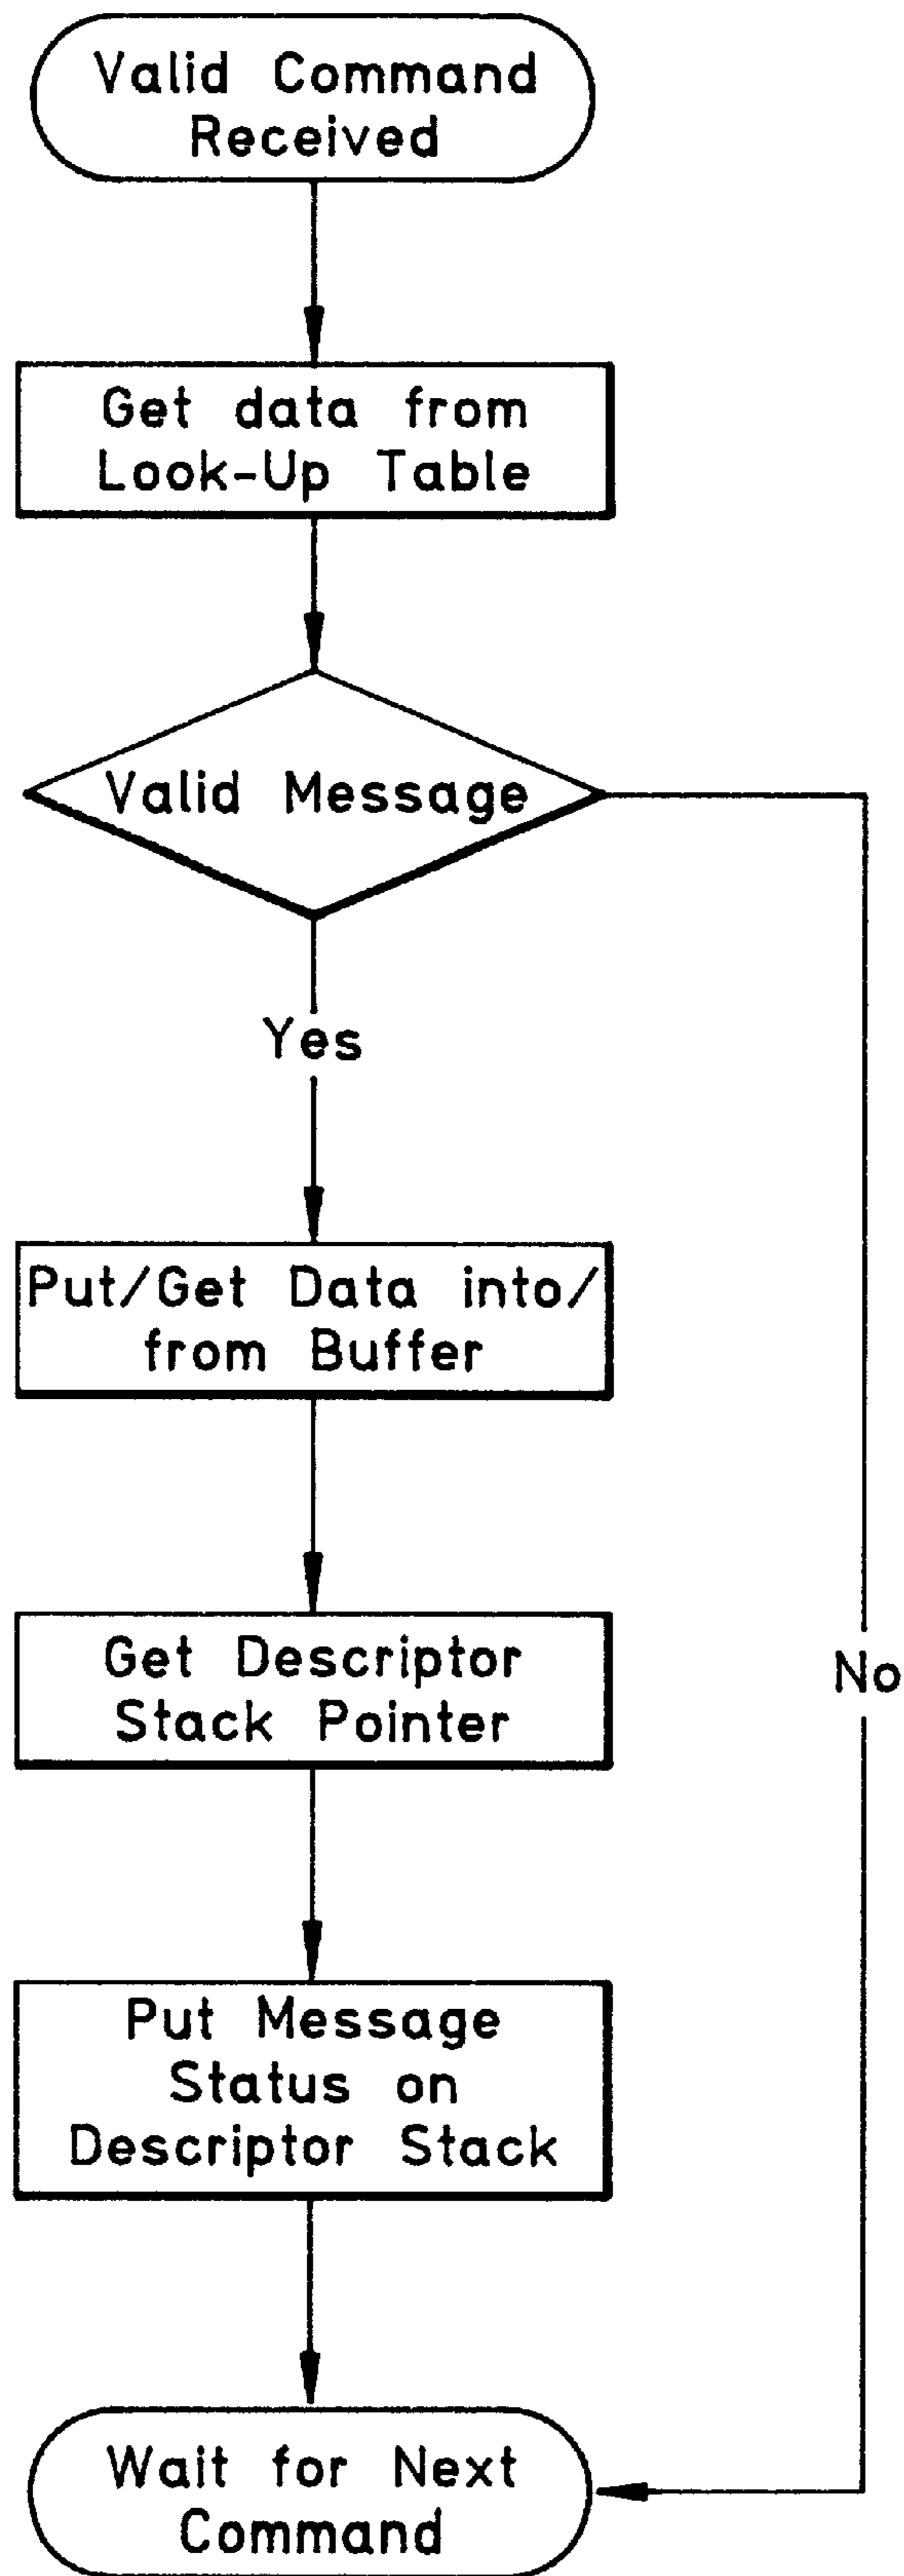 Valid Command
Received
Get data from
Look-Up Table
Valid Message
Yes
Put/Get Data into/
from Buffer
Get Descriptor
Stack Pointer
No
Put Message
Status on
Descriptor Stack
Wait for Next
Command